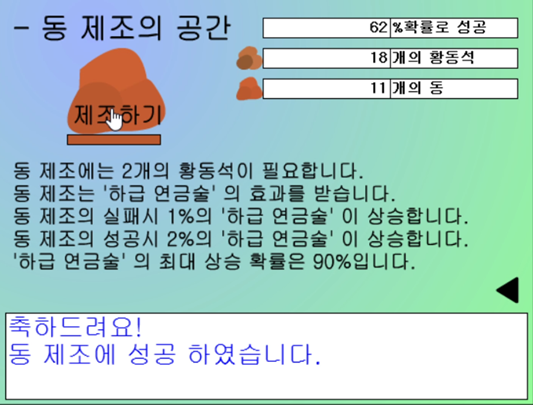 - 동 제조의 공간
62 %확률로 성공
18 개의 황동석
11 개의 동
제조하기
동 제조에는 2개의 황동석이 필요합니다.
동 제조는 '하급 연금술' 의 효과를 받습니다.
동 제조의 실패시 1%의 '하급 연금술' 이 상승합니다.
동 제조의 성공시 2%의 '하급 연금술' 이 상승합니다.
'하급 연금술' 의 최대 상승 확률은 90%입니다.
축하드려요!
동 제조에 성공 하였습니다.